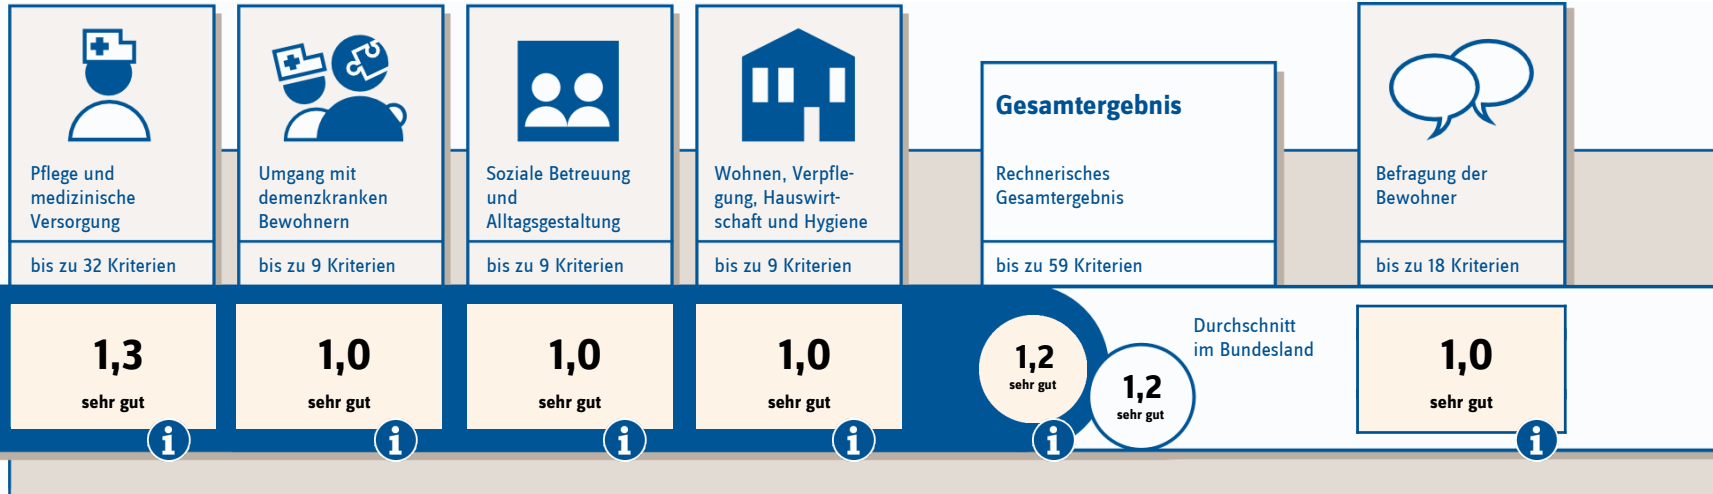 Pflege und
medizinische
Versorgung
bis zu 32 Kriterien
1,3
sehr gut
Umgang mit
demenzkranken
Bewohnern
bis zu 9 Kriterien
1,0
sehr gut
Soziale Betreuung
und
Alltagsgestaltung
bis zu 9 Kriterien
1,0
sehr gut
Wohnen, Verpfle-
gung, Hauswirt-
schaft und Hygiene
bis zu 9 Kriterien
1,0
sehr gut
Gesamtergebnis
Rechnerisches
Gesamtergebnis
bis zu 59 Kriterien
1,2
sehr gut
Durchschnitt
im Bundesland
1,2
sehr gut
Befragung der
Bewohner
bis zu 18 Kriterien
1,0
sehr gut